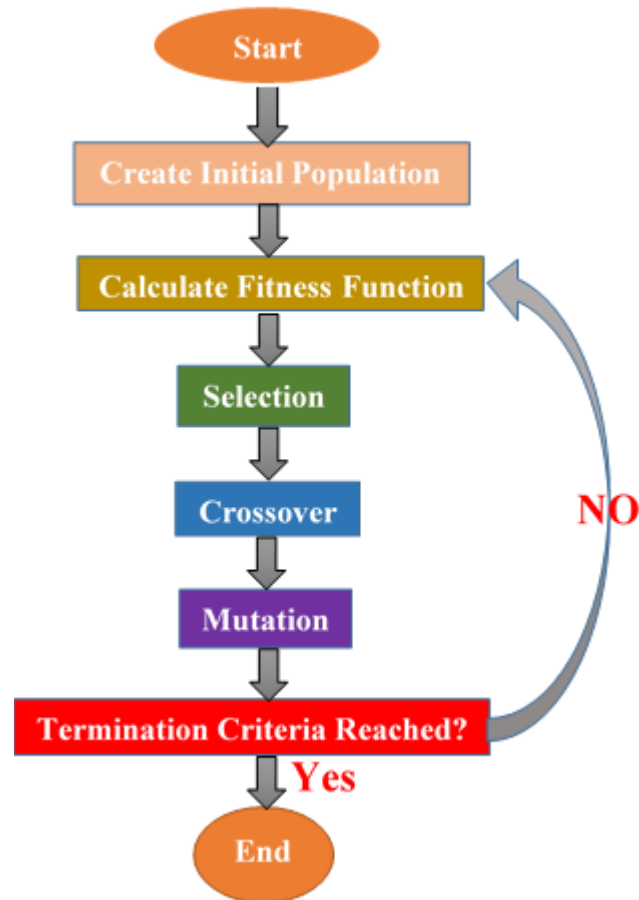 Start
Create Initial Population
Calculate Fitness Function
Selection
Crossover
NO
Mutation
Termination Criteria Reached?
Yes
End